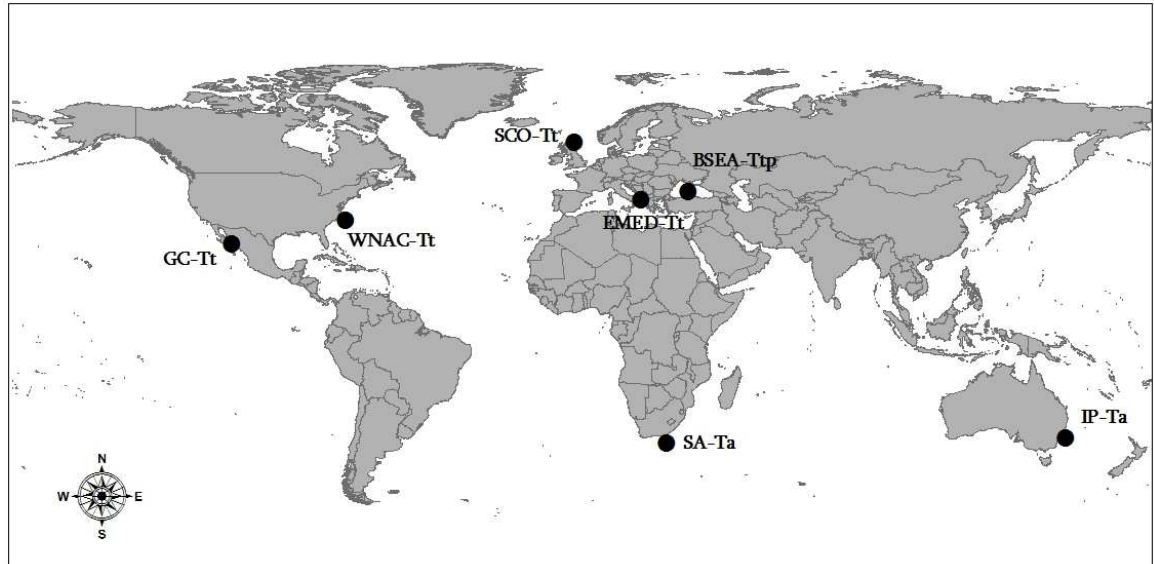 SCO-Tt
BSEA-Ttp
EMED-Tt
WNAC-Tt
GC-Tt
IP-Ta
SA-Ta
N
W E
S